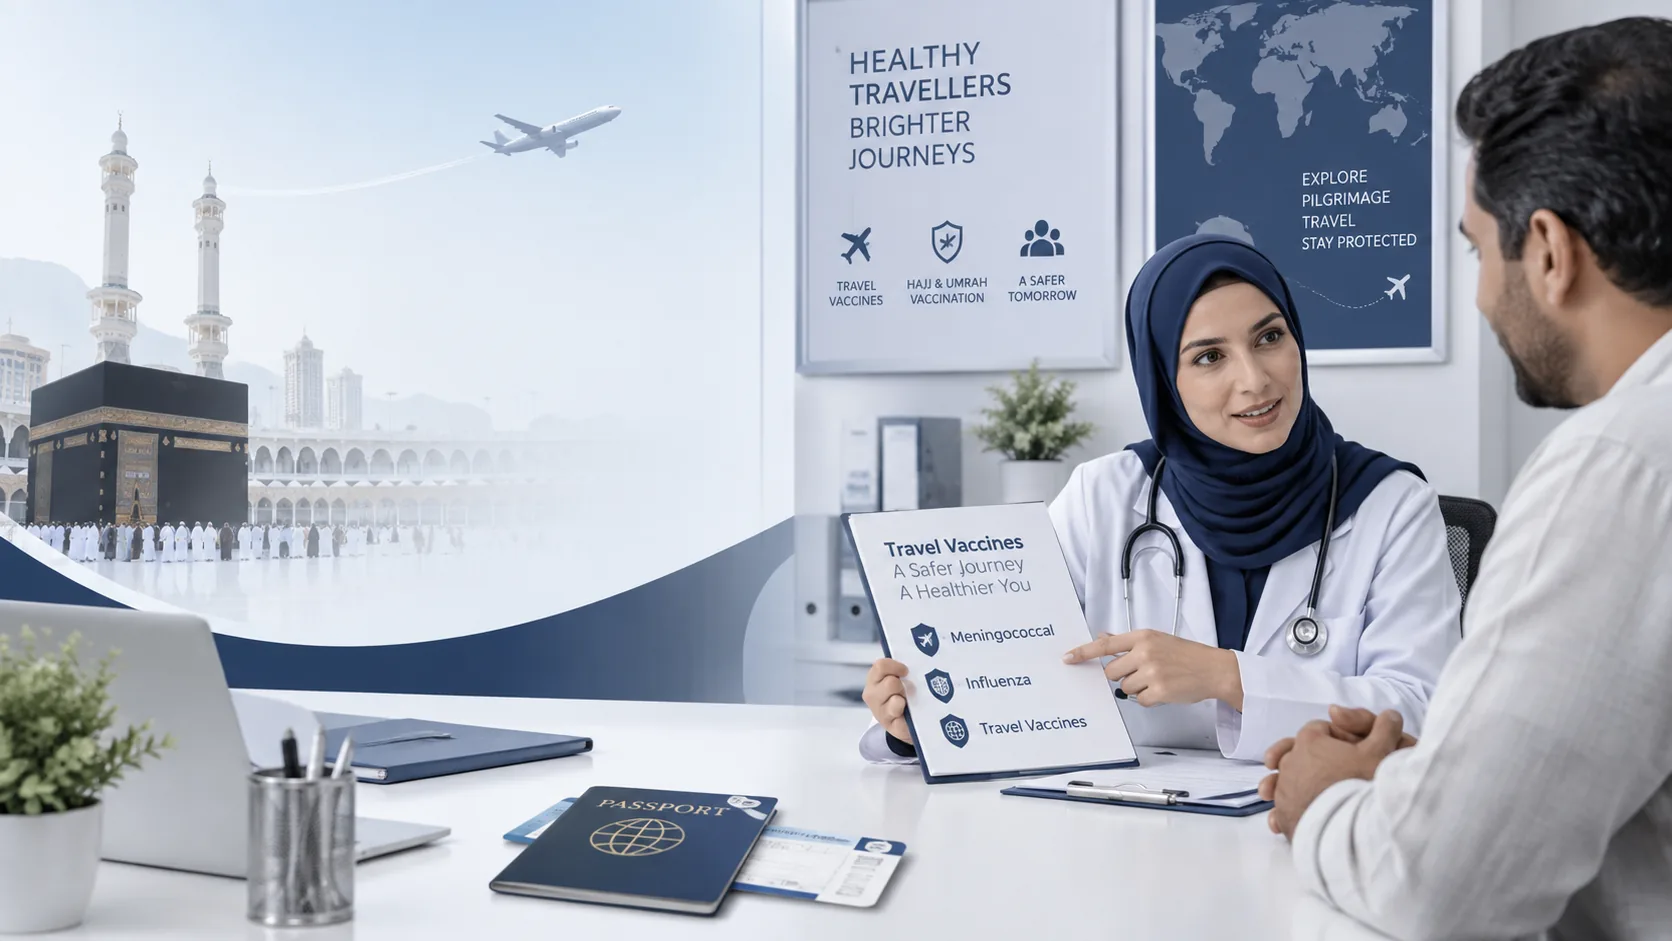 HEALTHY
TRAVELLERS
BRIGHTER
JOURNEYS
TRAVEL
VACCINES
HAJJ & UMRAH
VACCINATION
A SAFER
TOMORROW
EXPLORE
PILGRIMAGE
TRAVEL
STAY PROTECTED
Travel Vaccines
A Safer Journey
A Healthier You
Meningococcal
Influenza
Travel Vaccines
PASSPORT